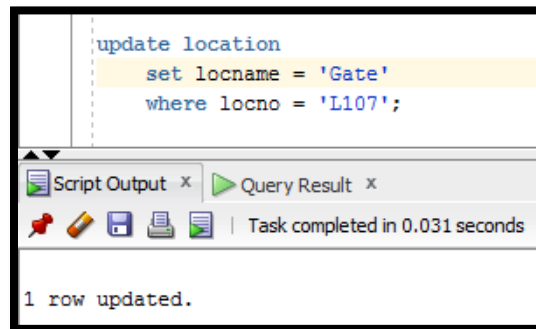 update location
set locname = 'Gate'
where locno = 'L107';
Script Output x Query Result x
Task completed in 0.031 seconds
1 row updated.